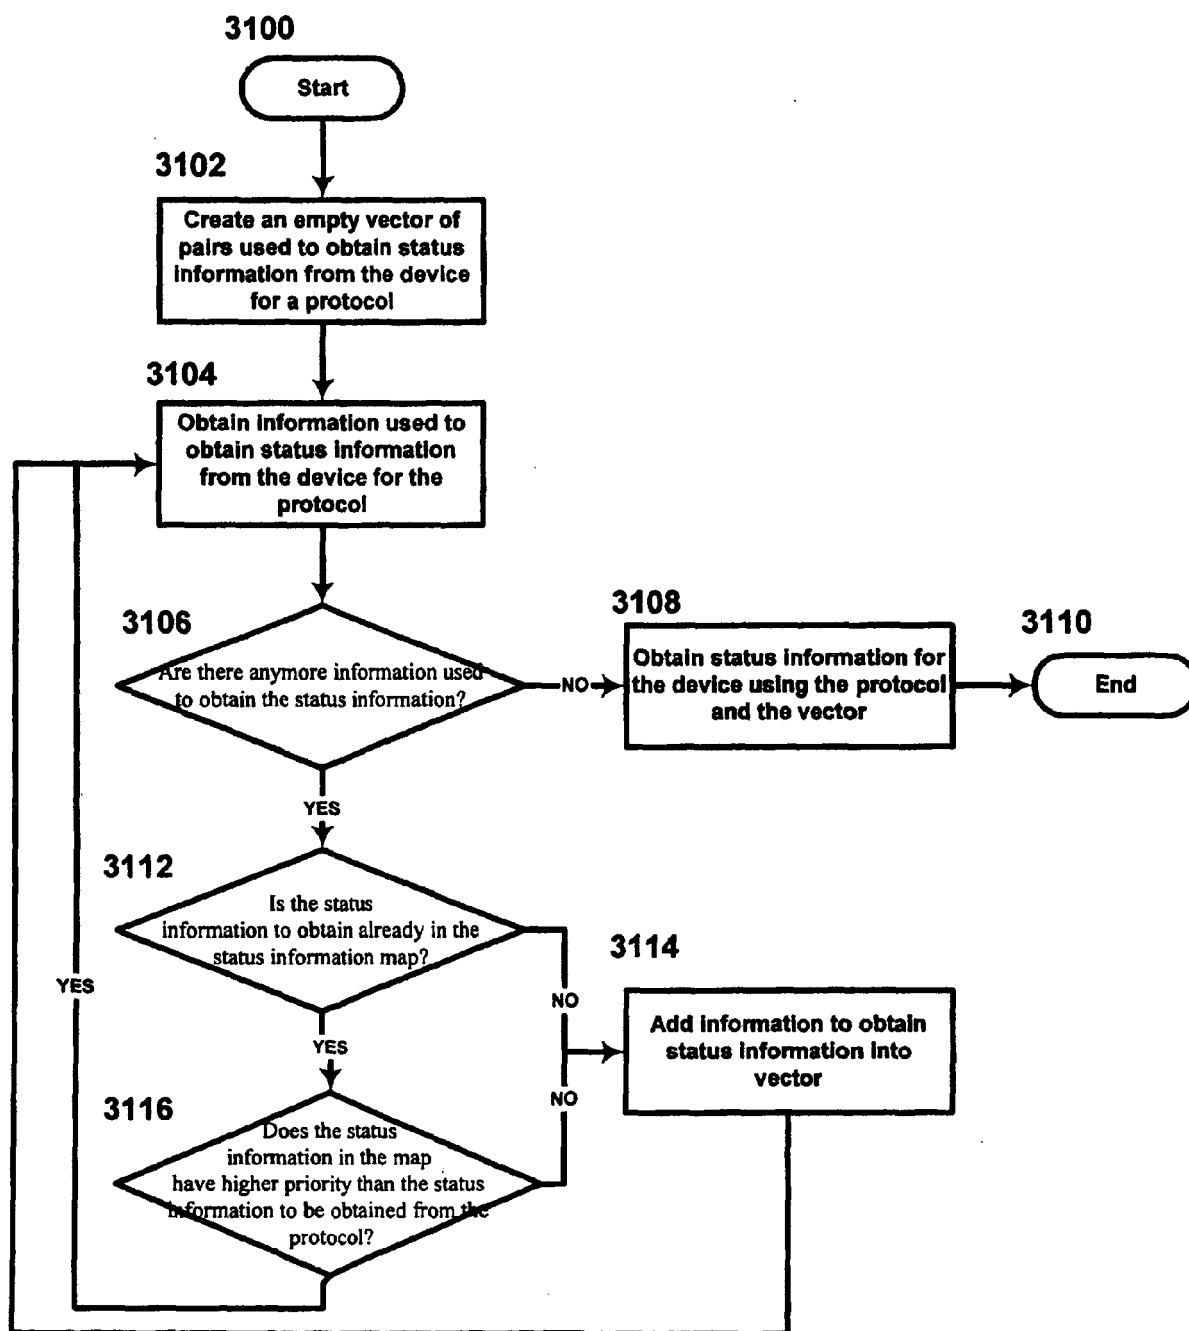 3100
Start
3102
Create an empty vector of
pairs used to obtain status
information from the device
for a protocol
3104
Obtain information used to
obtain status information
from the device for the
protocol
3106
Are there anymore information used
to obtain the status information?
NO
3108
Obtain status information for
the device using the protocol
and the vector
3110
End
YES
3112
Is the status
information to obtain already in the
status information map?
NO
3114
Add information to obtain
status information into
vector
YES
YES
NO
3116
Does the status
information in the map
have higher priority than the status
information to be obtained from the
protocol?